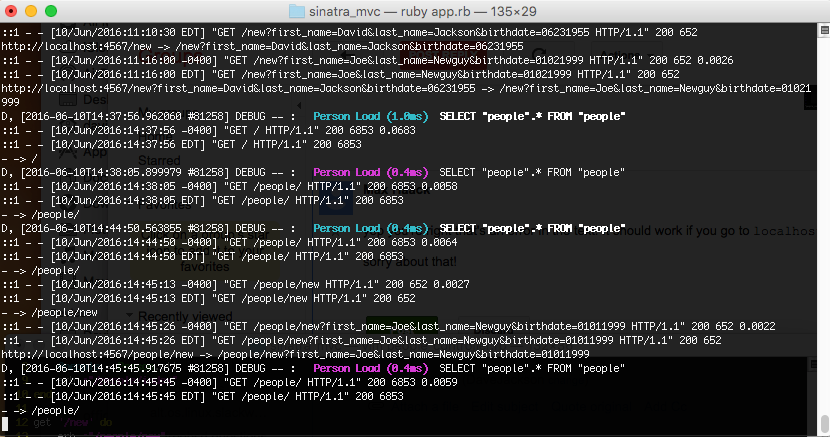 sinatra_mvc — ruby app.rb — 135×29
::1 - - [10/Jun/2016:11:10:30 EDT] "GET /new?first_name=David&last_name=Jackson&birthdate=06231955 HTTP/1.1" 200 652
http://localhost:4567/new -> /new?first_name=David&last_name=Jackson&birthdate=06231955
::1 - - [10/Jun/2016:11:16:00 -0400] "GET /new?first_name=Joe&last_name=Newguy&birthdate=01021999 HTTP/1.1" 200 652 0.0026
::1 - - [10/Jun/2016:11:16:00 EDT] "GET /new?first_name=Joe&last_name=Newguy&birthdate=01021999 HTTP/1.1" 200 652
http://localhost:4567/new?first_name=David&last_name=Jackson&birthdate=06231955 -> /new?first_name=Joe&last_name=Newguy&birthdate=01021
999
D, [2016-06-10T14:37:56.962060 #81258] DEBUG -- :   Person Load (1.0ms)  SELECT "people".* FROM "people"
::1 - - [10/Jun/2016:14:37:56 -0400] "GET / HTTP/1.1" 200 6853 0.0683
::1 - - [10/Jun/2016:14:37:56 EDT] "GET / HTTP/1.1" 200 6853
- -> /
Starred
D, [2016-06-10T14:38:05.899979 #81258] DEBUG -- :   Person Load (0.4ms)  SELECT "people".* FROM "people"
::1 - - [10/Jun/2016:14:38:05 -0400] "GET /people/ HTTP/1.1" 200 6853 0.0058
::1 - - [10/Jun/2016:14:38:05 EDT] "GET /people/ HTTP/1.1" 200 6853
- -> /people/
D, [2016-06-10T14:44:50.563855 #81258] DEBUG -- :   Person Load (0.4ms)  SELECT "people".* FROM "people"
::1 - - [10/Jun/2016:14:44:50 -0400] "GET /people/ HTTP/1.1" 200 6853 0.0064
hould work if you go to localhos
::1 - - [10/Jun/2016:14:44:50 EDT] "GET /people/ HTTP/1.1" 200 6853
sorry about that!
- -> /people/
favorites
::1 - - [10/Jun/2016:14:45:13 -0400] "GET /people/new HTTP/1.1" 200 652 0.0027
::1 - - [10/Jun/2016:14:45:13 EDT] "GET /people/new HTTP/1.1" 200 652
- -> /people/new
Recently viewed
::1 - - [10/Jun/2016:14:45:26 -0400] "GET /people/new?first_name=Joe&last_name=Newguy&birthdate=01011999 HTTP/1.1" 200 652 0.0022
::1 - - [10/Jun/2016:14:45:26 EDT] "GET /people/new?first_name=Joe&last_name=Newguy&birthdate=01011999 HTTP/1.1" 200 652
http://localhost:4567/people/new -> /people/new?first_name=Joe&last_name=Newguy&birthdate=01011999
D, [2016-06-10T14:45:45.917675 #81258] DEBUG -- :   Person Load (0.4ms)  SELECT "people".* FROM "people"
::1 - - [10/Jun/2016:14:45:45 -0400] "GET /people/ HTTP/1.1" 200 6853 0.0059
::1 - - [10/Jun/2016:14:45:45 EDT] "GET /people/ HTTP/1.1" 200 6853
- -> /people/
12 get '/new' do